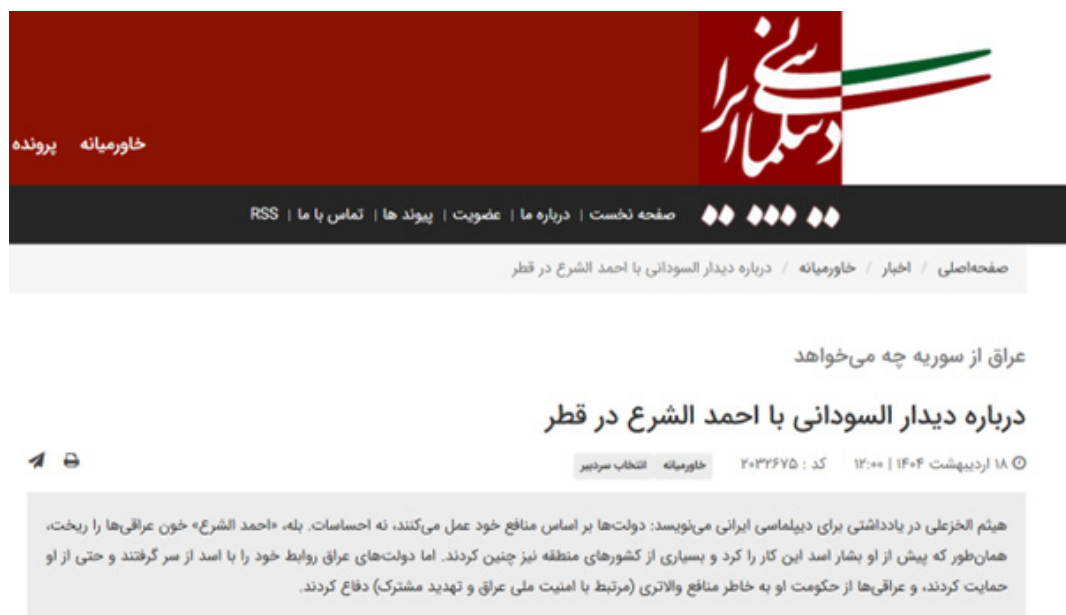 دیپلماسی ایرانی
خاورمیانه پرونده
صفحه نخست | درباره ما | عضویت | پیوند ها | تماس با ما | RSS
صفحه‌اصلی / اخبار / خاورمیانه / درباره دیدار السودانی با احمد الشرع در قطر
عراق از سوریه چه می‌خواهد
درباره دیدار السودانی با احمد الشرع در قطر
۱۸ اردیبهشت ۱۴۰۴ | ۱۲:۰۰ کد : ۲۰۳۲۶۷۵ خاورمیانه انتخاب سردبیر
هیثم الخزعلی در یادداشتی برای دیپلماسی ایرانی می‌نویسد: دولت‌ها بر اساس منافع خود عمل می‌کنند، نه احساسات. بله، «احمد الشرع» خون عراقی‌ها را ریخت،
همان‌طور که پیش از او بشار اسد این کار را کرد و بسیاری از کشورهای منطقه نیز چنین کردند. اما دولت‌های عراق روابط خود را با اسد از سر گرفتند و حتی از او
حمایت کردند، و عراقی‌ها از حکومت او به خاطر منافع والاتری (مرتبط با امنیت ملی عراق و تهدید مشترک) دفاع کردند.